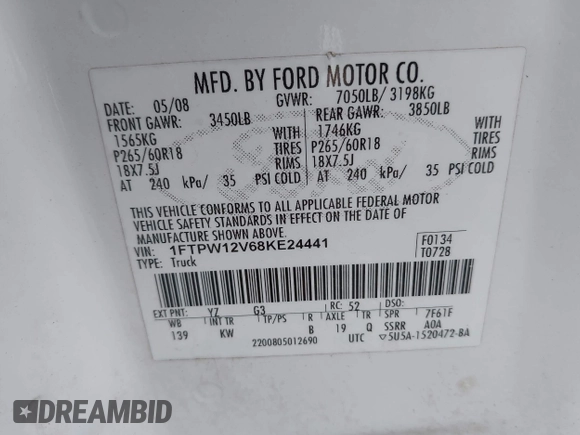 MFD. BY FORD MOTOR CO.
DATE: 05/08 GVWR: 7050LB/ 3198KG
FRONT GAWR: 3450LB REAR GAWR: 3850LB
1565KG WITH 1746KG WITH
P265/60R18 TIRES P265/60R18 TIRES
18X7.5J RIMS 18X7.5J RIMS
AT 240 kPa/ 35 PSI COLD AT 240 kPa/ 35 PSI COLD
THIS VEHICLE CONFORMS TO ALL APPLICABLE FEDERAL MOTOR
VEHICLE SAFETY STANDARDS IN EFFECT ON THE DATE OF
MANUFACTURE SHOWN ABOVE.
VIN: 1FTPW12V68KE24441 F0134
TYPE: Truck T0728
EXT PNT: YZ G3 RC: 52 DSO:
WB INT TR TP/PS R AXLE TR SPR 7F61F
139 KW B 19 Q SSRR A0A
2200805012690 UTC ▽5U5A-1520472-BA
DREAMBID